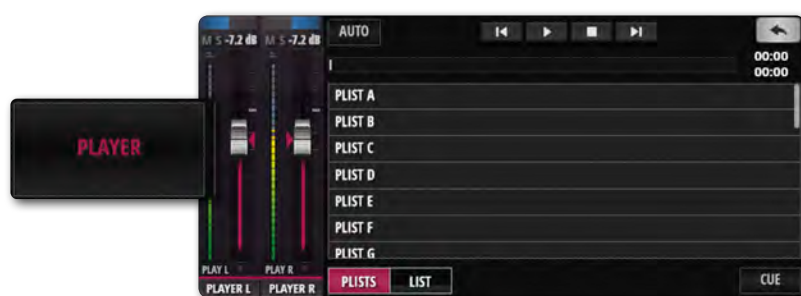 PLAYER
M S -7.2 dB
M S -7.2 dB
PLAY L
PLAY R
PLAYER L
PLAYER R
AUTO
00:00
00:00
PLIST A
PLIST B
PLIST C
PLIST D
PLIST E
PLIST F
PLIST G
PLISTS
LIST
CUE